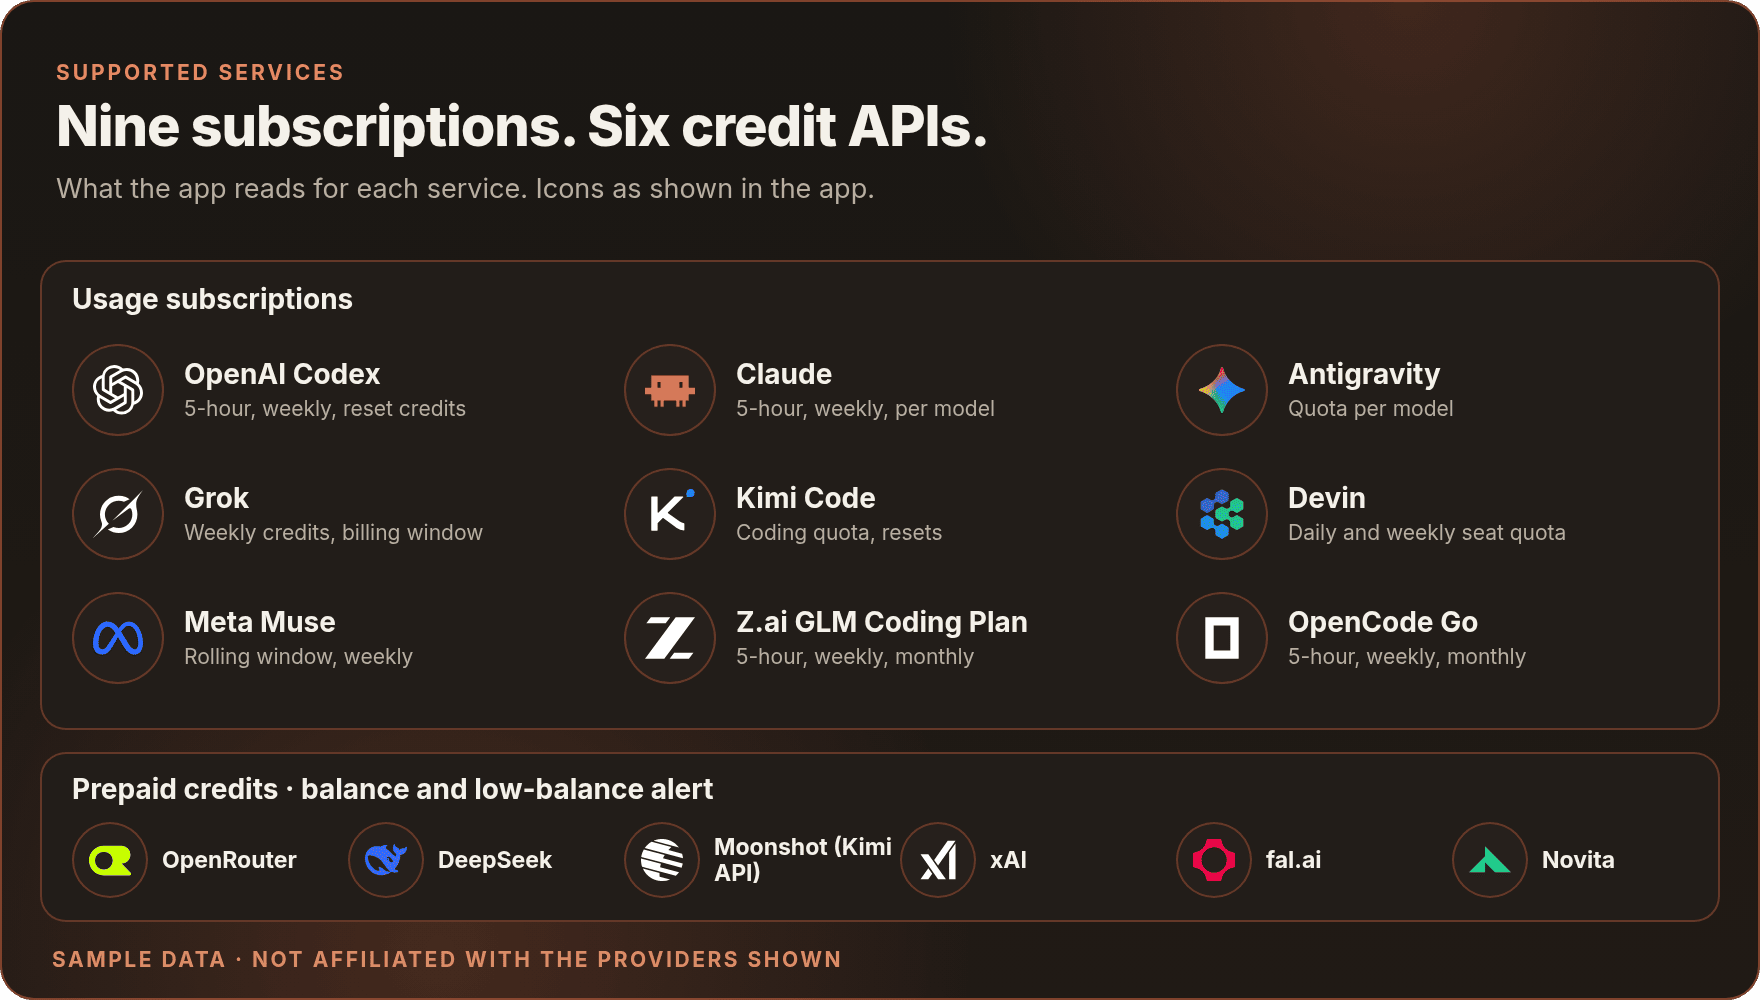 SUPPORTED SERVICES
Nine subscriptions. Six credit APIs.
What the app reads for each service. Icons as shown in the app.
Usage subscriptions
OpenAI Codex
5-hour, weekly, reset credits
Claude
5-hour, weekly, per model
Antigravity
Quota per model
Grok
Weekly credits, billing window
Kimi Code
Coding quota, resets
Devin
Daily and weekly seat quota
Meta Muse
Rolling window, weekly
Z.ai GLM Coding Plan
5-hour, weekly, monthly
OpenCode Go
5-hour, weekly, monthly
Prepaid credits · balance and low-balance alert
OpenRouter
DeepSeek
Moonshot (Kimi
API)
xAI
fal.ai
Novita
SAMPLE DATA · NOT AFFILIATED WITH THE PROVIDERS SHOWN